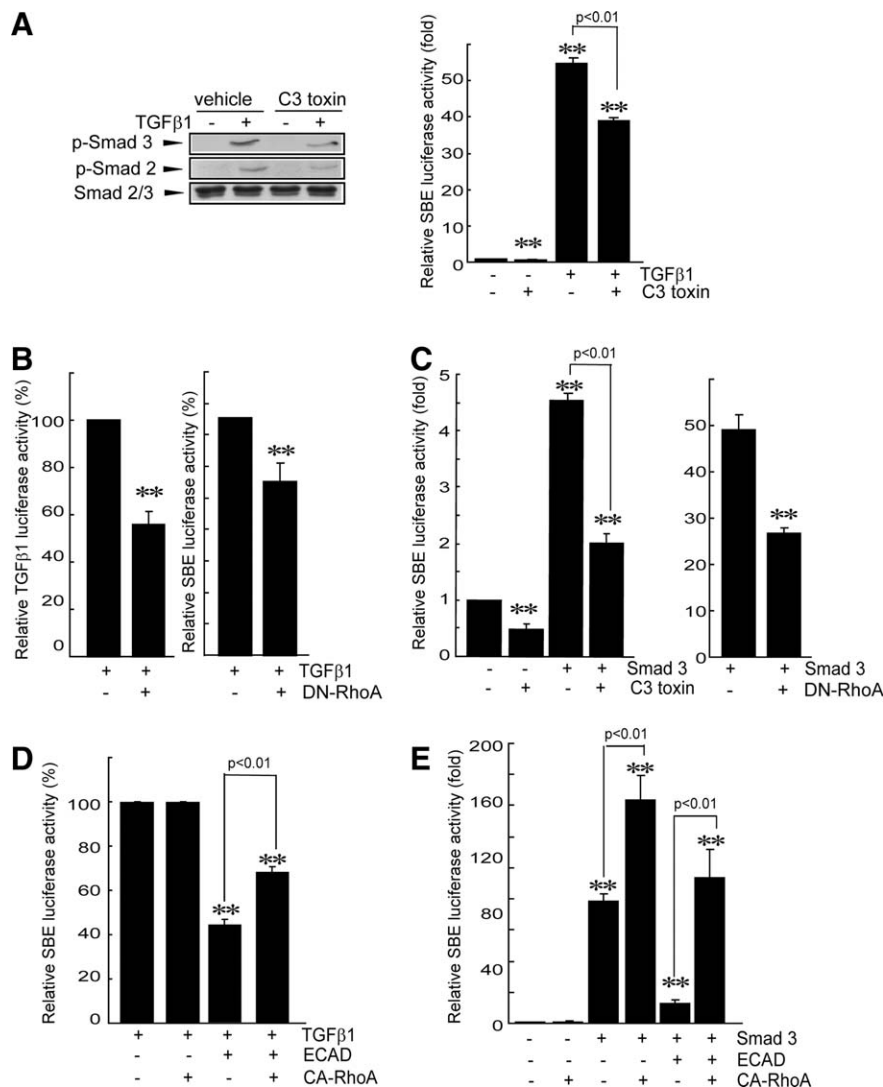 A
vehicle C3 toxin
- + - + TGFβ1
p-Smad 3
p-Smad 2
Smad 2/3
Relative SBE luciferase activity (fold)
50
40
30
20
10
0
p<0.01
** ** **
- - + + TGFβ1
- + - + C3 toxin
B
Relative TGFβ1 luciferase activity (%)
100
80
60
40
20
0
**
Relative SBE luciferase activity (%)
**
+ + + + TGFβ1
- + - + DN-RhoA
C
Relative SBE luciferase activity (fold)
5
4
3
2
1
0
p<0.01
** ** **
- - + + Smad 3
- + - + C3 toxin
50
40
30
20
10
0
**
+ + Smad 3
- + DN-RhoA
D
Relative SBE luciferase activity (%)
100
80
60
40
20
0
p<0.01
** **
+ + + + TGFβ1
- - + + ECAD
- + - + CA-RhoA
E
Relative SBE luciferase activity (fold)
200
160
120
80
40
0
p<0.01
p<0.01
** ** ** **
- - + + + + Smad 3
- - - - + + ECAD
- + - + - + CA-RhoA